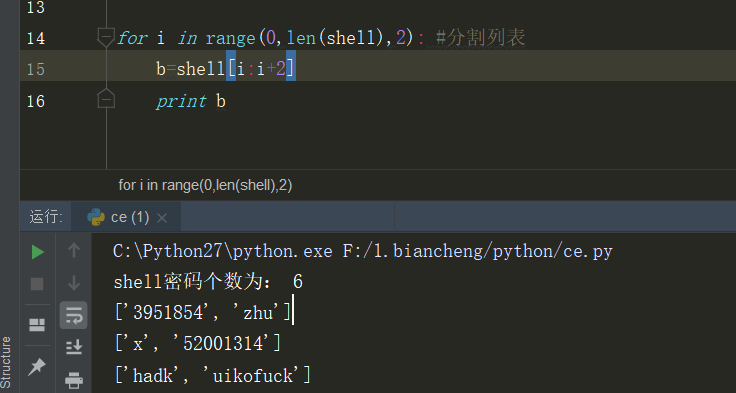 13
14 for i in range(0,len(shell),2): #分割列表
15 b=shell[i:i+2]
16 print b
for i in range(0,len(shell),2)
运行: ce (1) ×
C:\Python27\python.exe F:/1.biancheng/python/ce.py
shell密码个数为： 6
['3951854', 'zhu']
['x', '52001314']
['hadk', 'uikofuck']
Structure